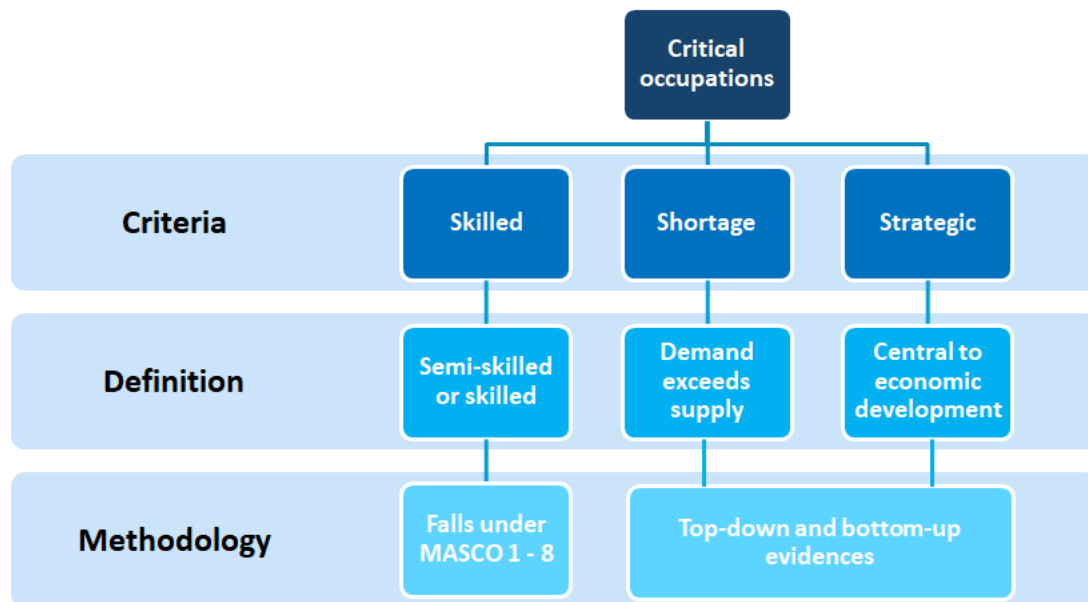 Critical
occupations
Criteria
Skilled
Shortage
Strategic
Definition
Semi-skilled
or skilled
Demand
exceeds
supply
Central to
economic
development
Methodology
Falls under
MASCO 1 - 8
Top-down and bottom-up
evidences